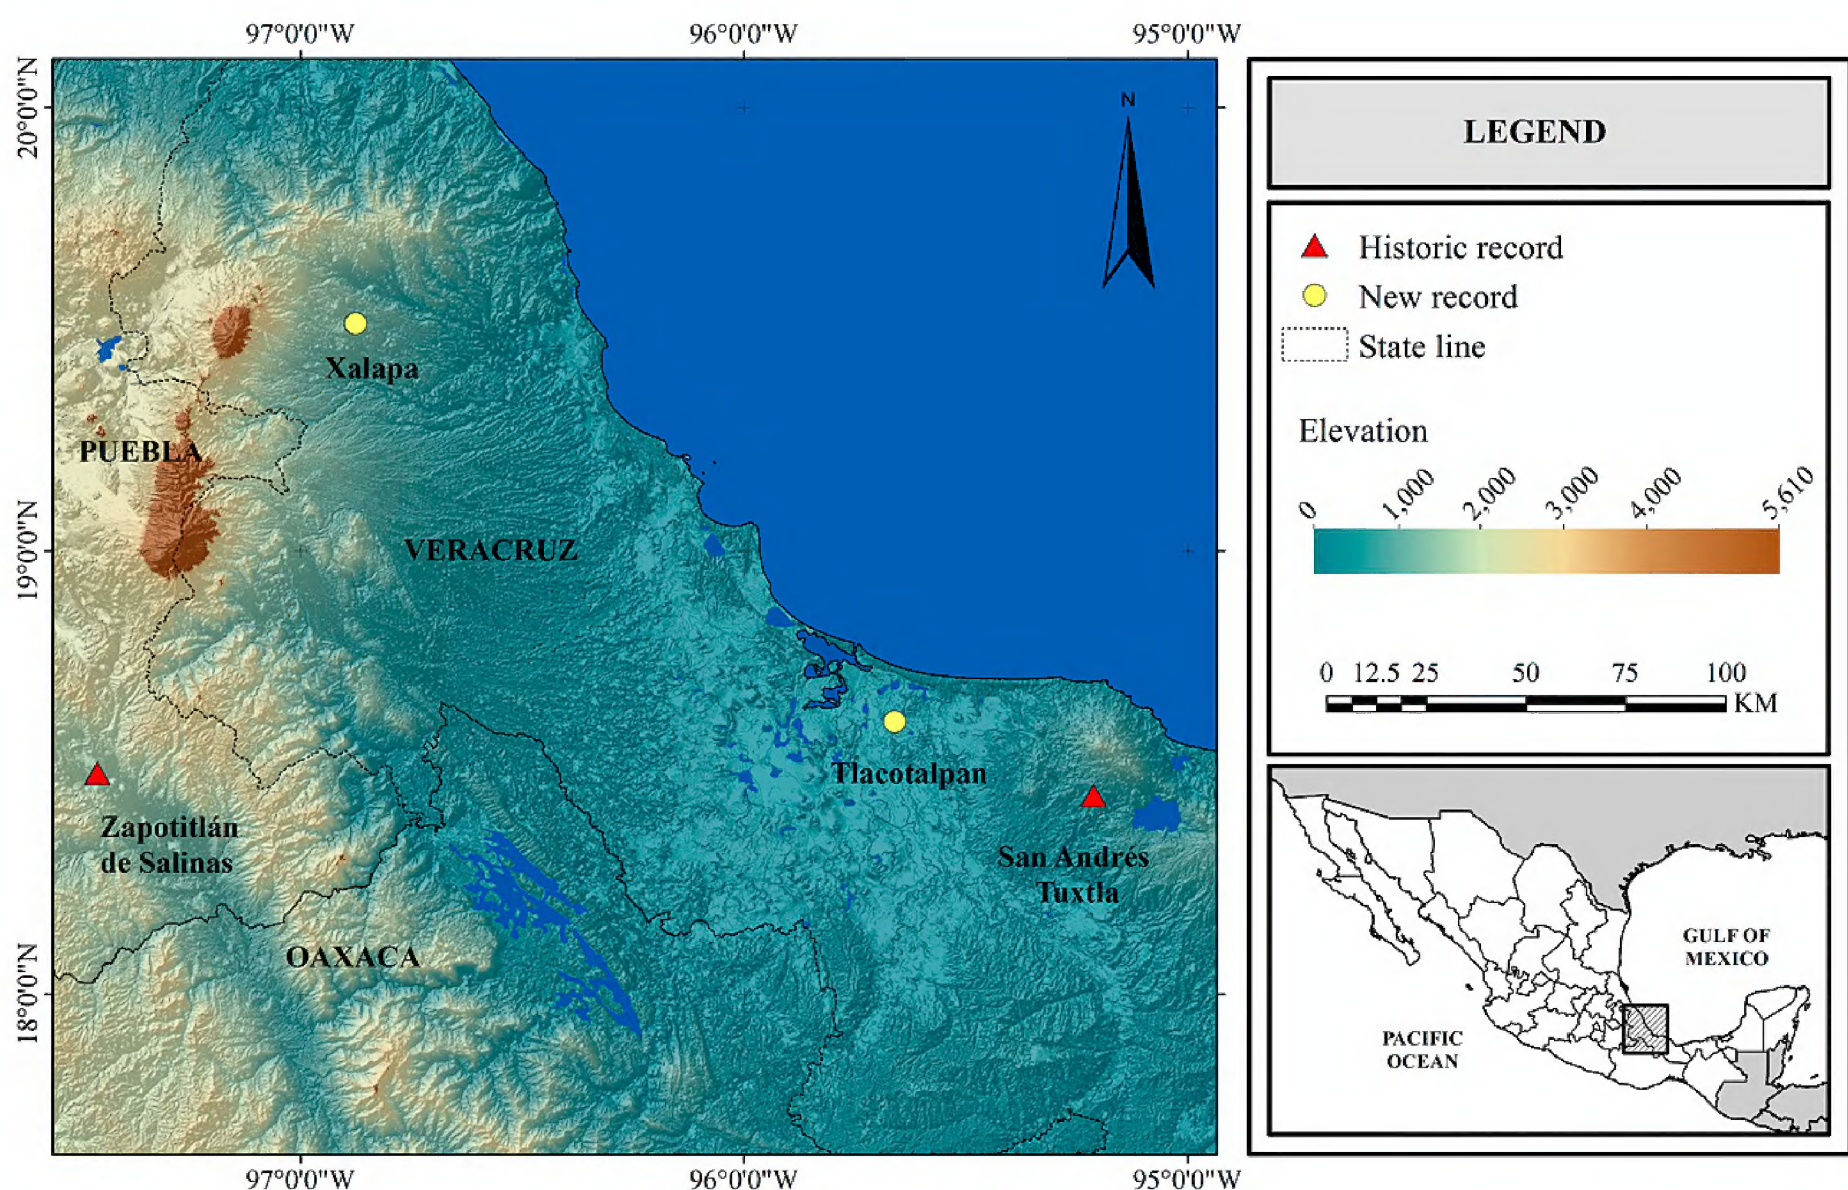 97°0'0"W
96°0'0"W
95°0'0"W
20°0'0"N
19°0'0"N
18°0'0"N
N
Xalapa
PUEBLA
VERACRUZ
Tlacotalpan
Zapotitlán
de Salinas
San Andrés
Tuxtla
OAXACA
97°0'0"W
96°0'0"W
95°0'0"W
LEGEND
Historic record
New record
State line
Elevation
0
1,000
2,000
3,000
4,000
5,610
0 12.5 25 50 75 100
KM
GULF OF
MEXICO
PACIFIC
OCEAN